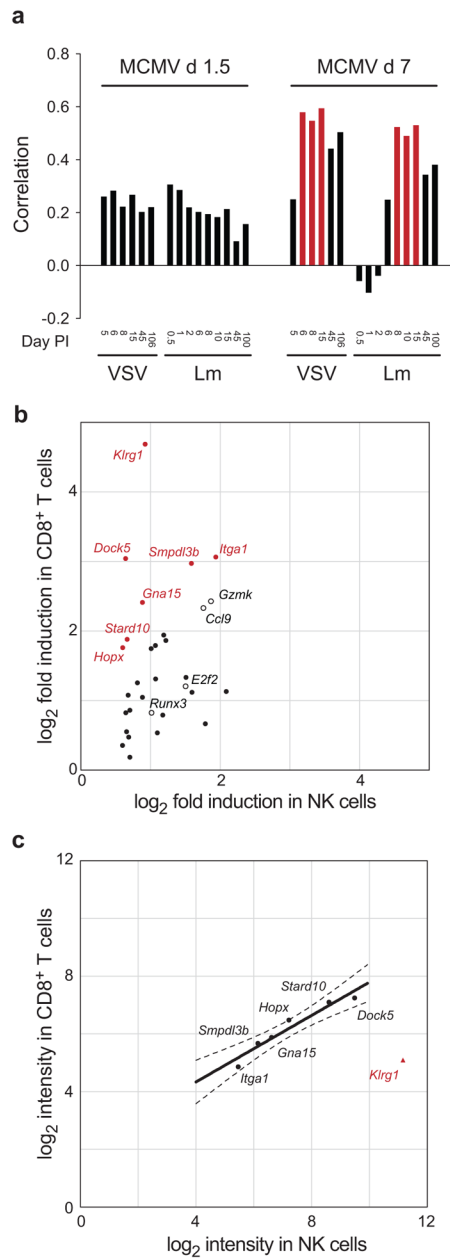 a
MCMV d 1.5 MCMV d 7
Correlation
0.8
0.6
0.4
0.2
0.0
-0.2
Day PI 5 6 8 15 45 106 0.5 1 2 6 8 10 15 45 100 5 6 8 15 45 106 0.5 1 2 6 8 10 15 45 100
VSV Lm VSV Lm
b
log2 fold induction in CD8+ T cells
4
2
0
Klrg1
Dock5 Smpdl3b Itga1
Gna15 Gzmk
Ccl9
Stard10
Hopx
E2f2
Runx3
0 2 4
log2 fold induction in NK cells
c
log2 intensity in CD8+ T cells
12
8
4
0
Stard10
Hopx
Dock5
Smpdl3b
Gna15
Itga1
Klrg1
0 4 8 12
log2 intensity in NK cells